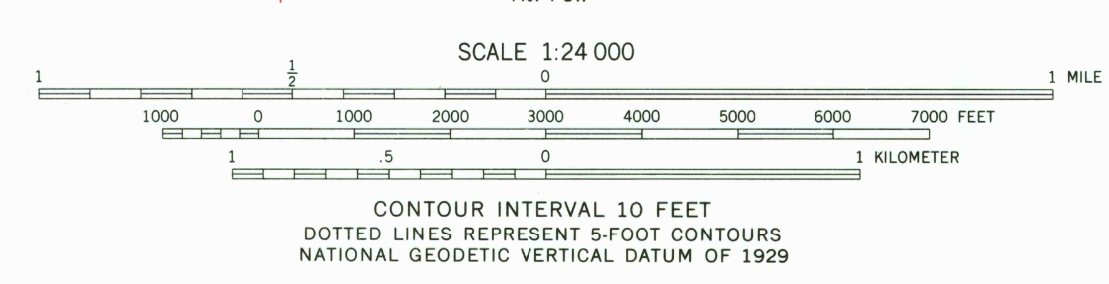 SCALE 1:24 000
1 1/2 0 1 MILE
1000 0 1000 2000 3000 4000 5000 6000 7000 FEET
1 .5 0 1 KILOMETER
CONTOUR INTERVAL 10 FEET
DOTTED LINES REPRESENT 5-FOOT CONTOURS
NATIONAL GEODETIC VERTICAL DATUM OF 1929